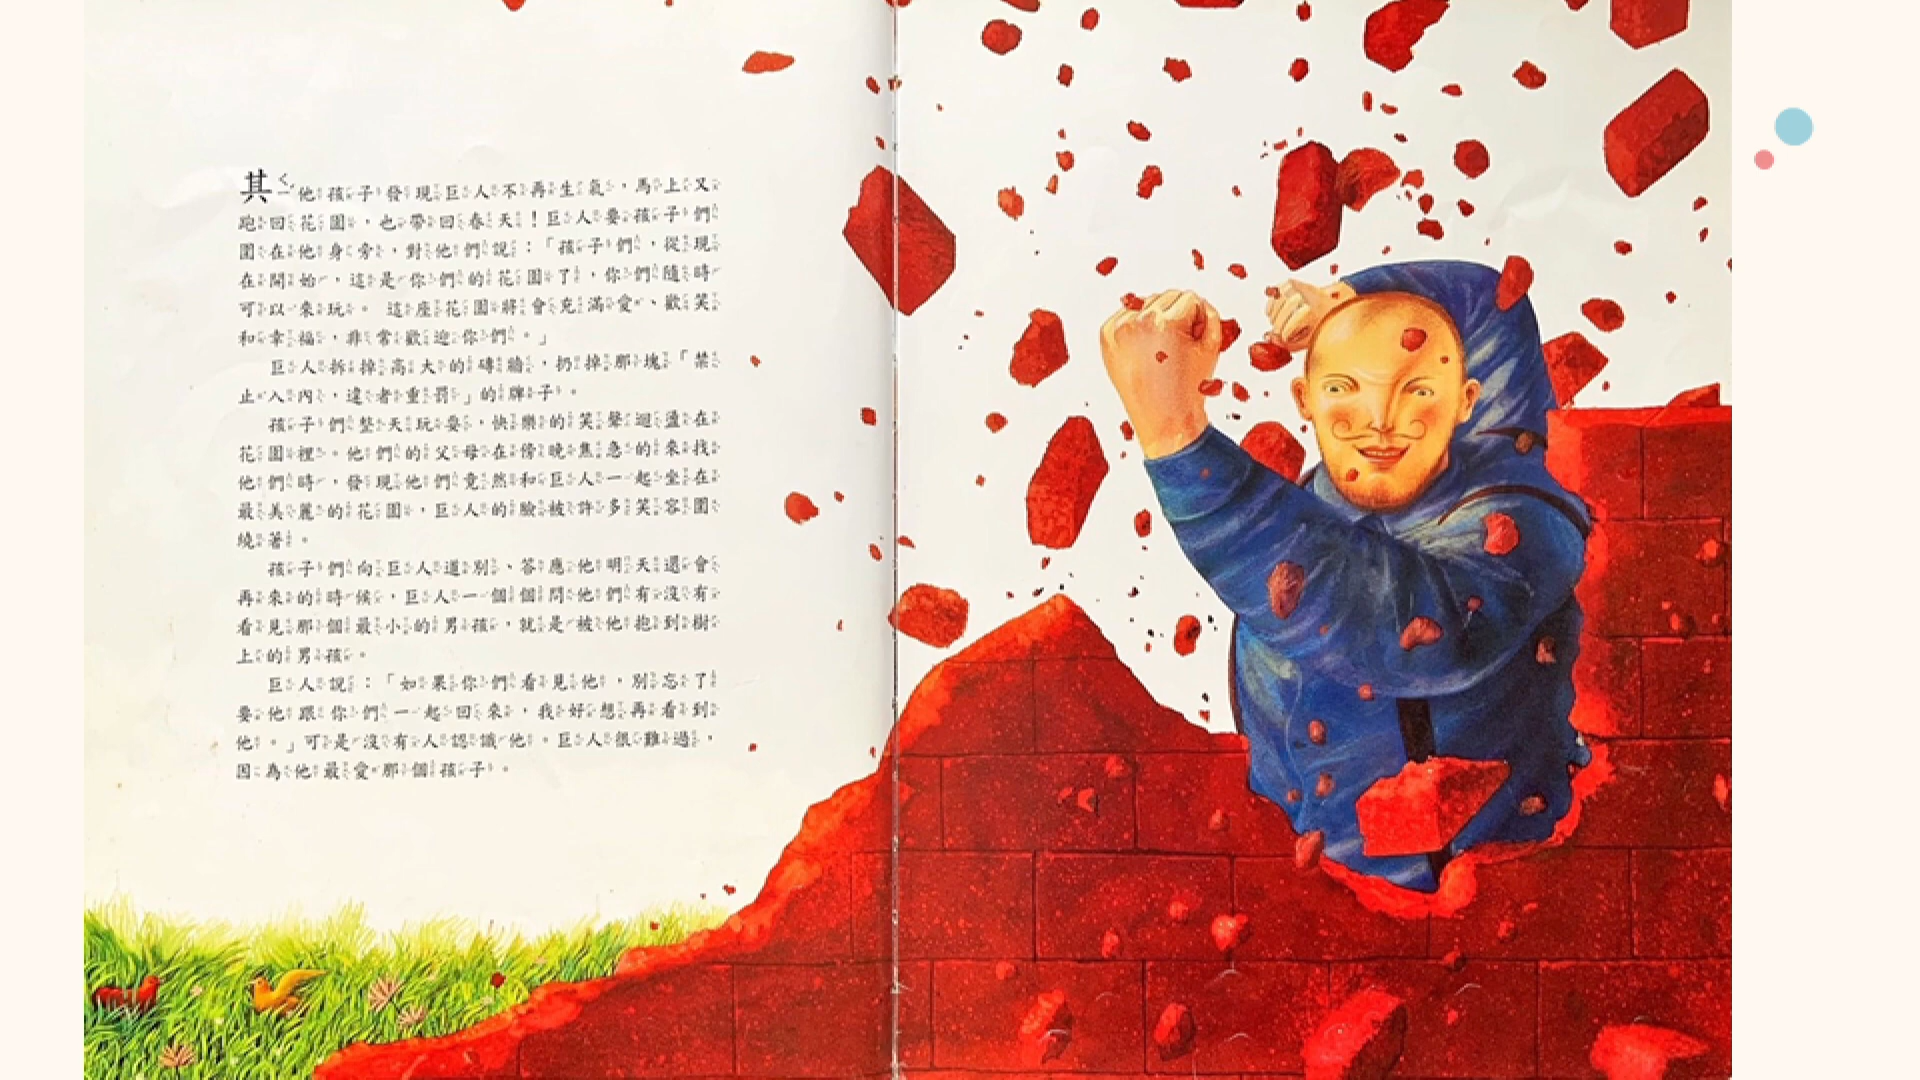 其他孩子發現巨人不再生氣，馬上又
跑回花園，也帶回春天！巨人要孩子們
圍在他身旁，對他們說：「孩子們，從現
在開始，這是你們的花園了，你們隨時
可以來玩。這座花園將會充滿愛、歡笑
和幸福，非常歡迎你們。」
巨人拆掉高大的磚牆，扔掉那塊「禁
止入內，違者重罰」的牌子。
孩子們整天玩耍，快樂的笑聲迴盪在
花園裡。他們的父母在傍晚焦急的來找
他們時，發現他們竟然和巨人一起坐在
最美麗的花園，巨人的臉被許多笑容圍
繞著。
孩子們向巨人道別、答應他明天還會
再來的時候，巨人一個個問他們有沒有
看見那個最小的男孩，就是被他抱到樹
上的男孩。
巨人說：「如果你們看見他，別忘了
要他跟你們一起回來，我好想再看到
他。」可是沒有人認識他。巨人很難過，
因為他最愛那個孩子。